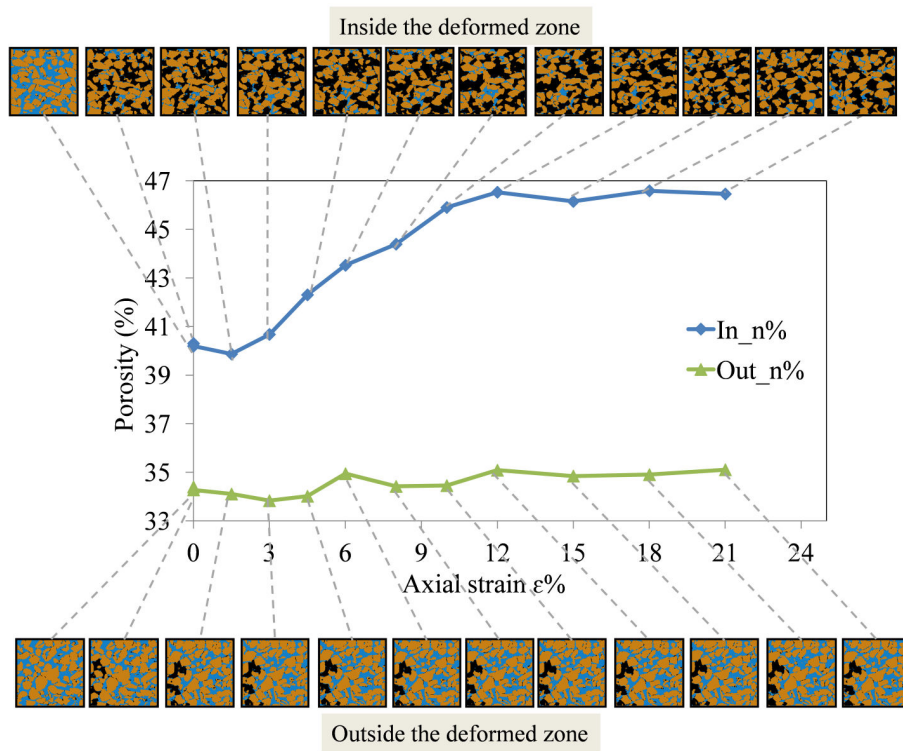 Inside the deformed zone
47
45
43
41
39
37
35
33
Porosity (%)
In_n%
Out_n%
0 3 6 9 12 15 18 21 24
Axial strain ε%
Outside the deformed zone